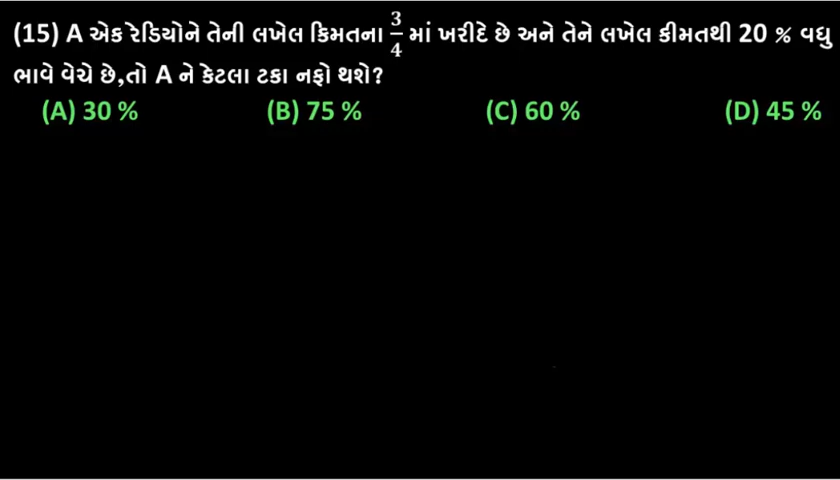 (15) A એક રેડિયોને તેની લખેલ કિમતના 3/4 માં ખરીદે છે અને તેને લખેલ કીમતથી 20 % વધુ
ભાવે વેચે છે,તો A ને કેટલા ટકા નફો થશે?
(A) 30 % (B) 75 % (C) 60 % (D) 45 %